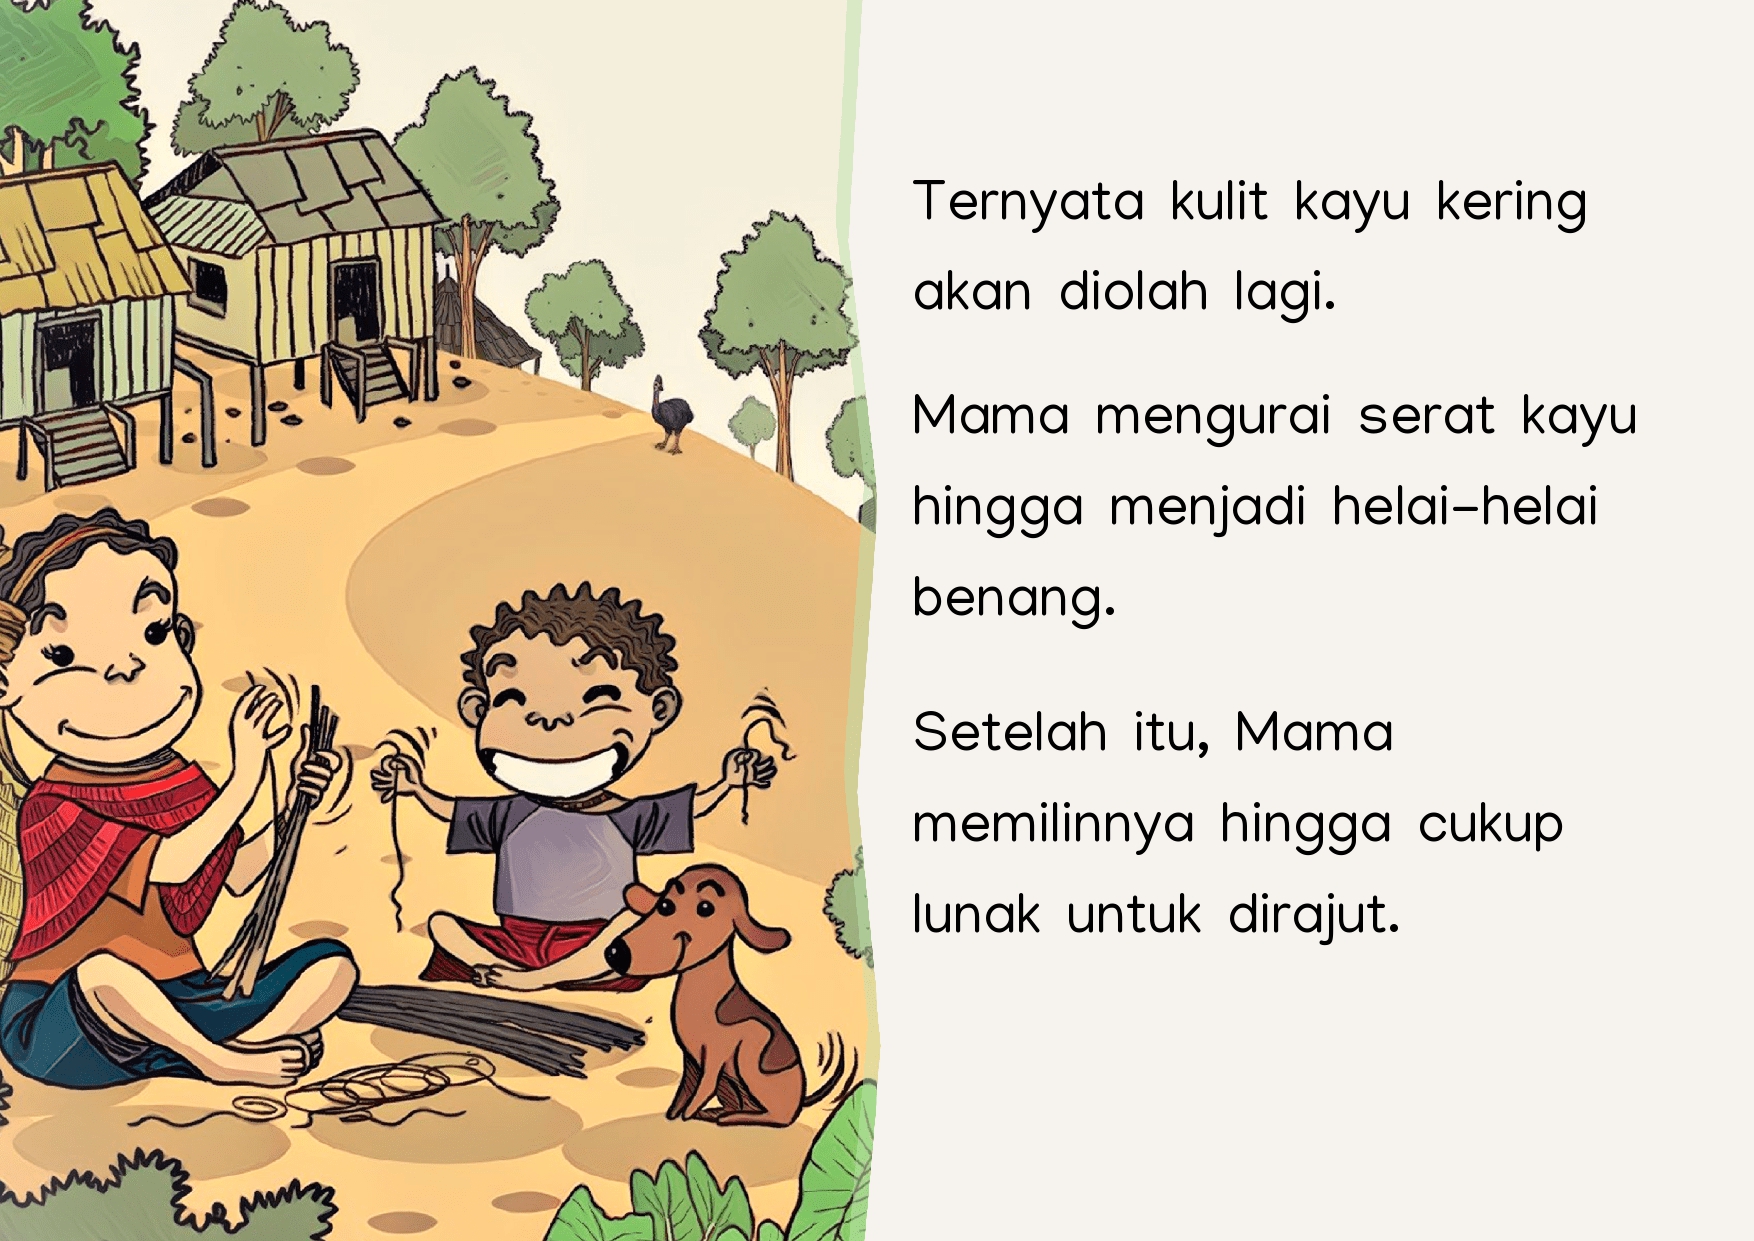 Ternyata kulit kayu kering
akan diolah lagi.
Mama mengurai serat kayu
hingga menjadi helai-helai
benang.
Setelah itu, Mama
memilinnya hingga cukup
lunak untuk dirajut.